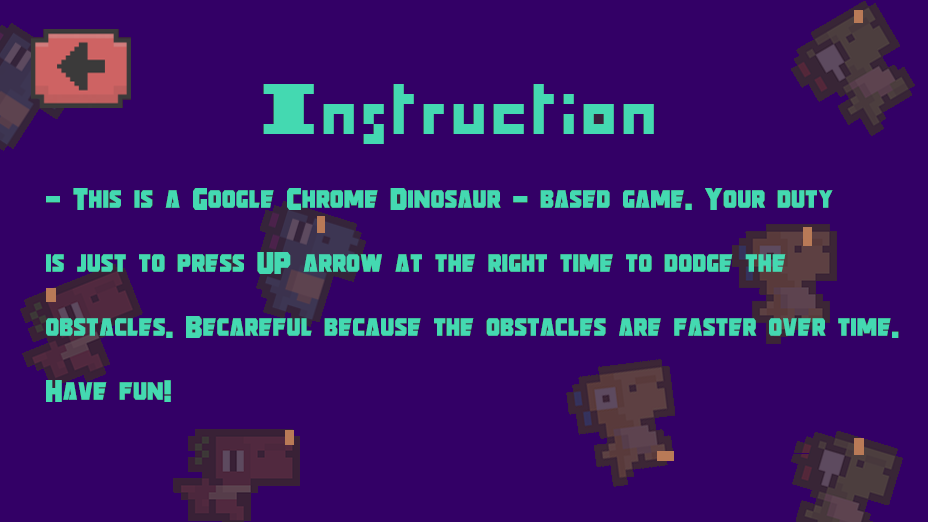 Instruction
- This is a Google Chrome Dinosaur - based game. Your duty
is just to press UP arrow at the right time to dodge the
obstacles. Becareful because the obstacles are faster over time.
Have fun!